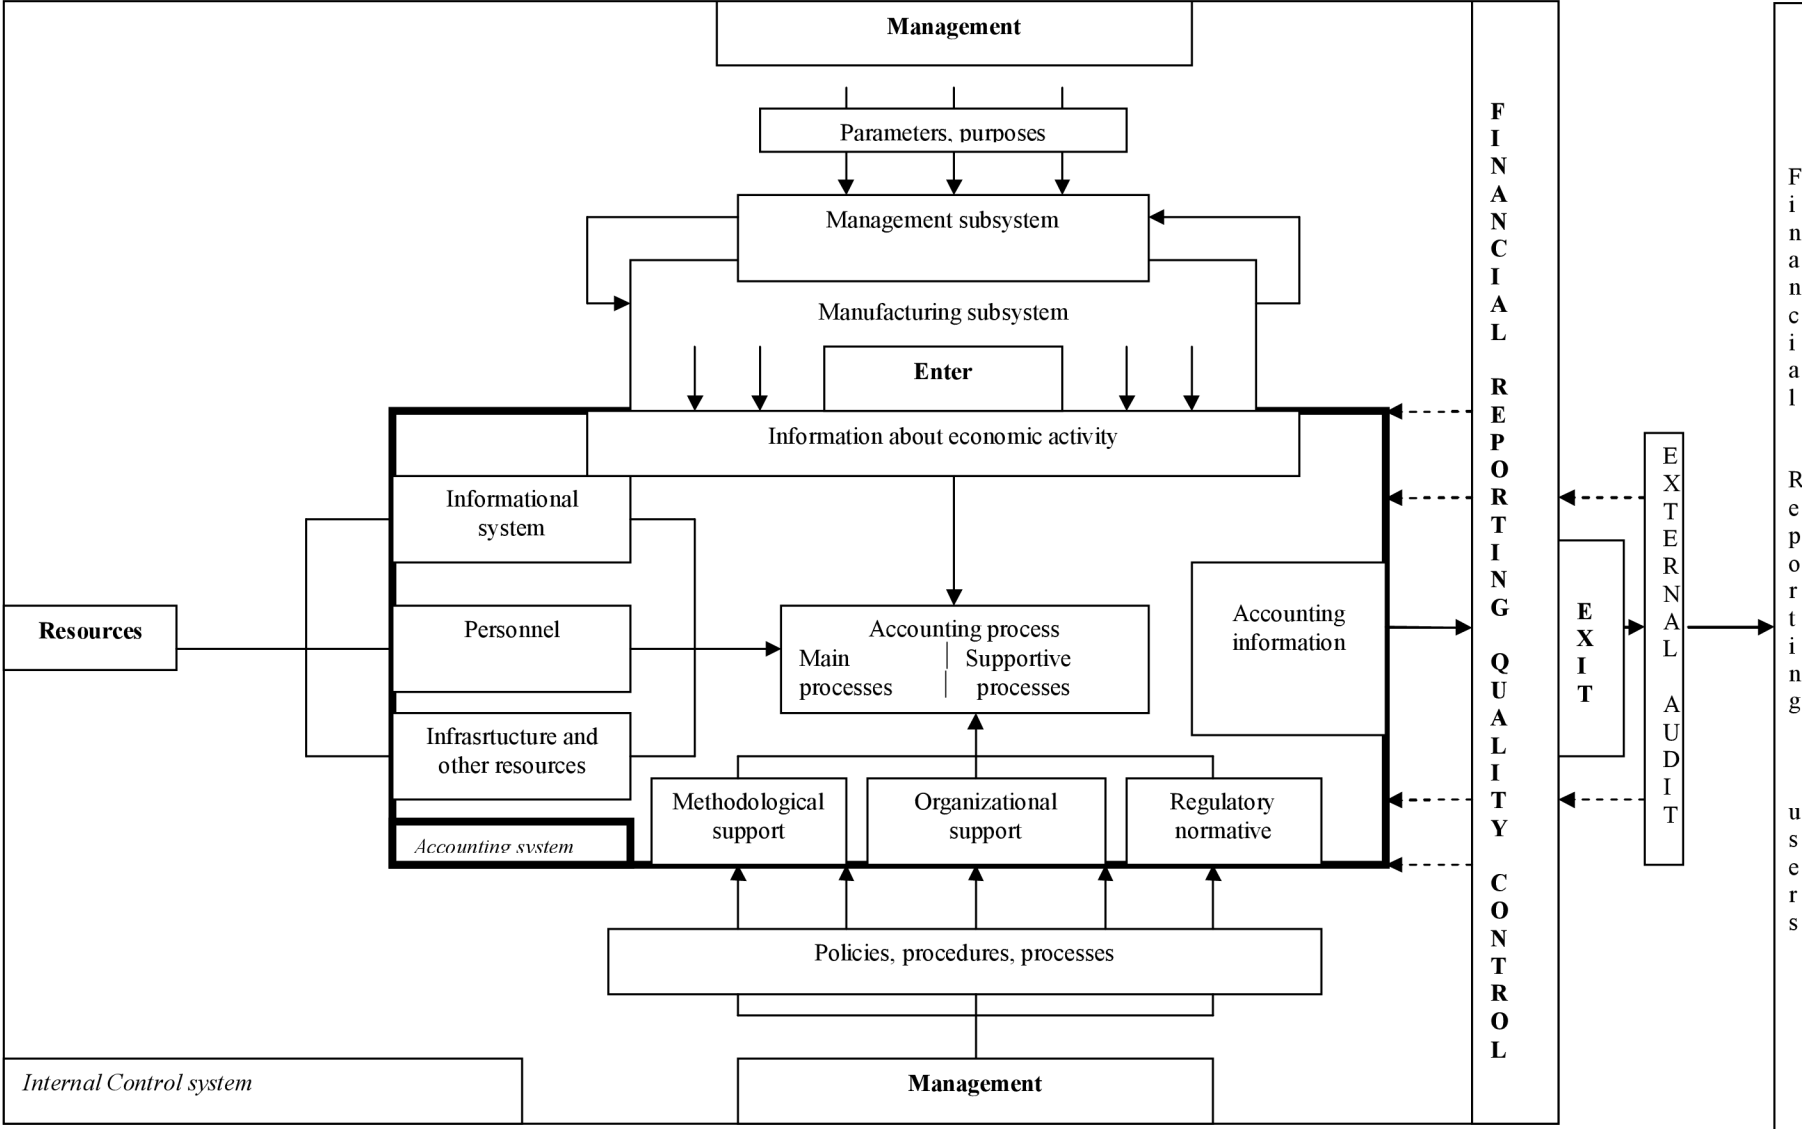 Management
Parameters, purposes
Management subsystem
Manufacturing subsystem
Enter
Information about economic activity
Informational
system
Resources
Personnel
Infrasrtucture and
other resources
Accounting system
Accounting process
Main | Supportive
processes | processes
Accounting
information
Methodological
support
Organizational
support
Regulatory
normative
Policies, procedures, processes
Management
Internal Control system
FINANCIAL REPORTING QUALITY CONTROL
EXIT
EXTERNAL AUDIT
Financial Reporting users